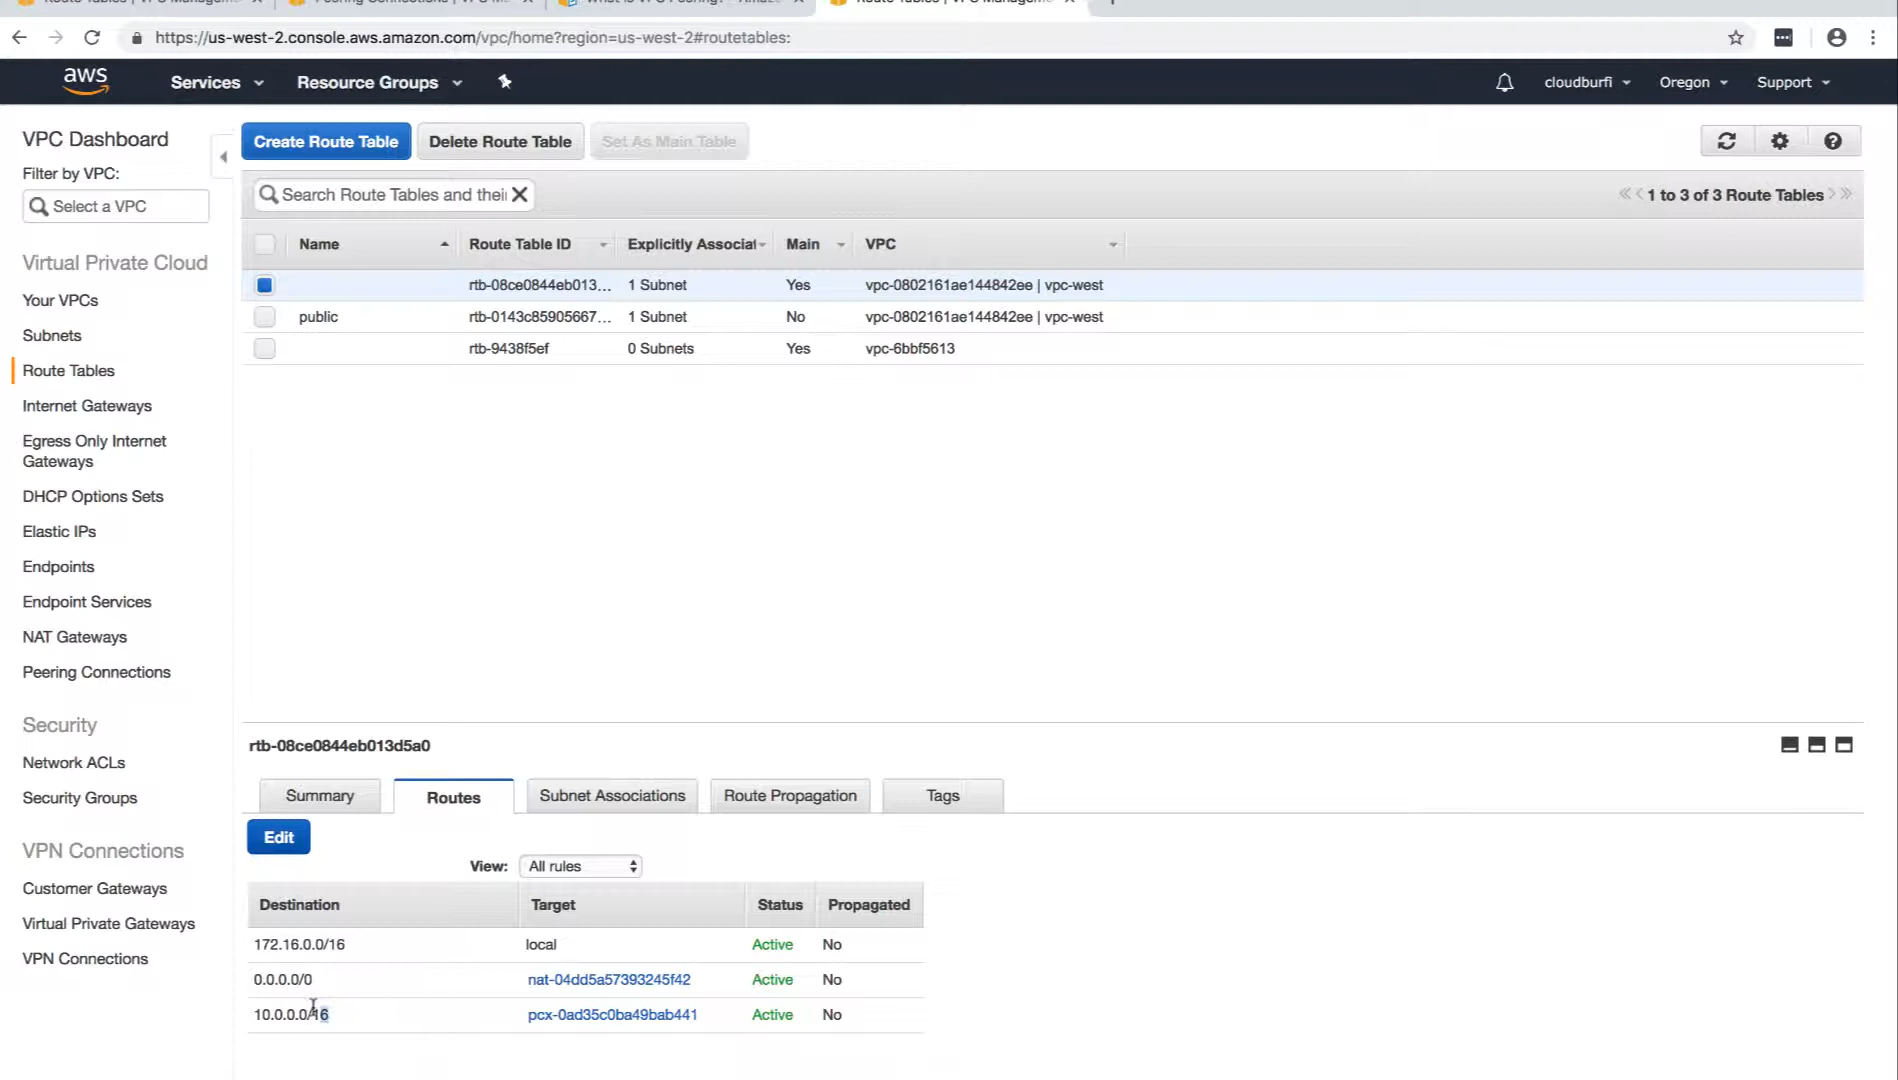 https://us-west-2.console.aws.amazon.com/vpc/home?region=us-west-2#routetables:
aws
Services
Resource Groups
cloudburfi
Oregon
Support
VPC Dashboard
Filter by VPC:
Select a VPC
Virtual Private Cloud
Your VPCs
Subnets
Route Tables
Internet Gateways
Egress Only Internet
Gateways
DHCP Options Sets
Elastic IPs
Endpoints
Endpoint Services
NAT Gateways
Peering Connections
Security
Network ACLs
Security Groups
VPN Connections
Customer Gateways
Virtual Private Gateways
VPN Connections
Create Route Table
Delete Route Table
Set As Main Table
Search Route Tables and thei
1 to 3 of 3 Route Tables
Name Route Table ID Explicitly Associat Main VPC
rtb-08ce0844eb013... 1 Subnet Yes vpc-0802161ae144842ee | vpc-west
public rtb-0143c85905667... 1 Subnet No vpc-0802161ae144842ee | vpc-west
rtb-9438f5ef 0 Subnets Yes vpc-6bbf5613
rtb-08ce0844eb013d5a0
Summary Routes Subnet Associations Route Propagation Tags
Edit
View: All rules
Destination Target Status Propagated
172.16.0.0/16 local Active No
0.0.0.0/0 nat-04dd5a57393245f42 Active No
10.0.0.0/16 pcx-0ad35c0ba49bab441 Active No